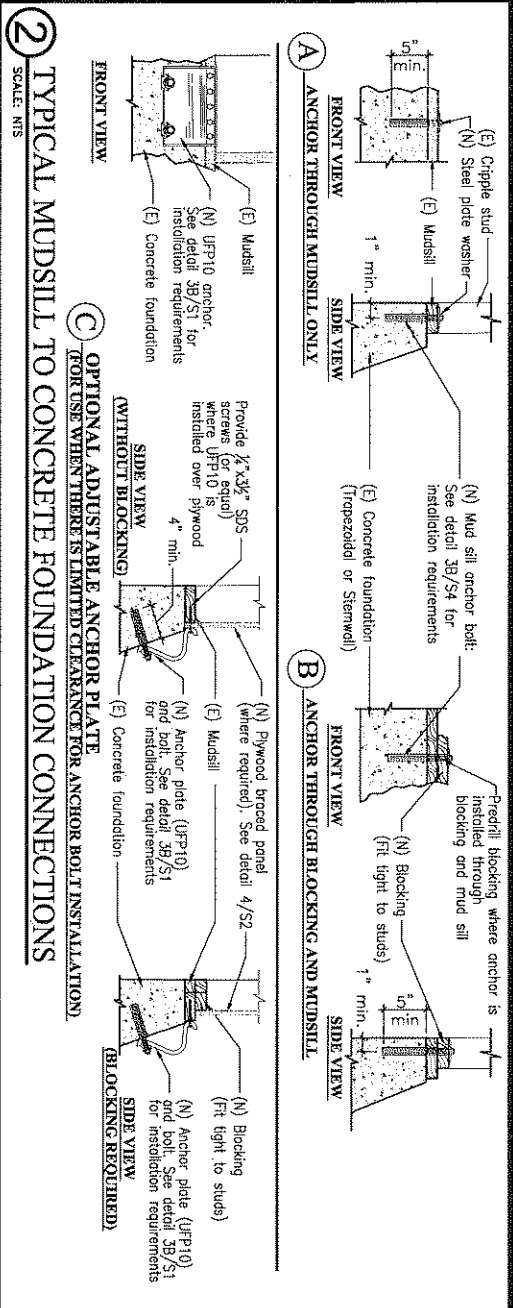 (E) Cripple stud
(N) Steel plate washer
(E) Mudsill
5"
min.
1" min.
FRONT VIEW
SIDE VIEW
A
ANCHOR THROUGH MUDSILL ONLY
(N) Mud sill anchor bolt:
See detail 3B/S4 for
installation requirements
(E) Concrete foundation
(Trapezoidal or Stemwall)
Predrill blocking where anchor is
installed through
blocking and mud sill
(N) Blocking
(Fit tight to studs)
5"
min
1" min.
FRONT VIEW
SIDE VIEW
B
ANCHOR THROUGH BLOCKING AND MUDSILL
(E) Mudsill
(N) UFP10 anchor.
See detail 3B/S1 for
installation requirements
(E) Concrete foundation
FRONT VIEW
Provide 1/4"x3½" SDS
screws (or equal)
where UFP10 is
installed over plywood
4" min.
SIDE VIEW
(WITHOUT BLOCKING)
(N) Plywood braced panel
(where required). See detail 4/S2
(E) Mudsill
(N) Anchor plate (UFP10)
and bolt. See detail 3B/S1
for installation requirements
(E) Concrete foundation
(N) Blocking
(Fit tight to studs)
(N) Anchor plate (UFP10)
and bolt. See detail 3B/S1
for installation requirements
SIDE VIEW
(BLOCKING REQUIRED)
C
OPTIONAL ADJUSTABLE ANCHOR PLATE
(FOR USE WHEN THERE IS LIMITED CLEARANCE FOR ANCHOR BOLT INSTALLATION)
2
TYPICAL MUDSILL TO CONCRETE FOUNDATION CONNECTIONS
SCALE: NTS